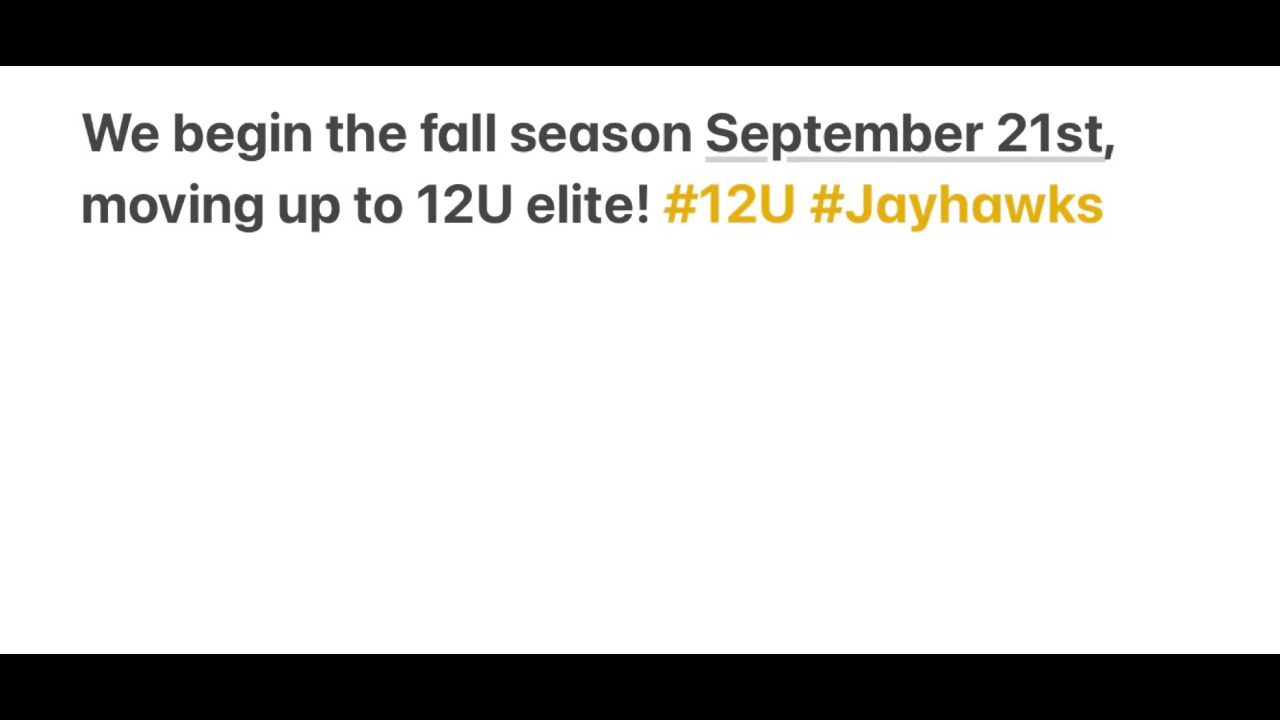 We begin the fall season September 21st,
moving up to 12U elite! #12U #Jayhawks